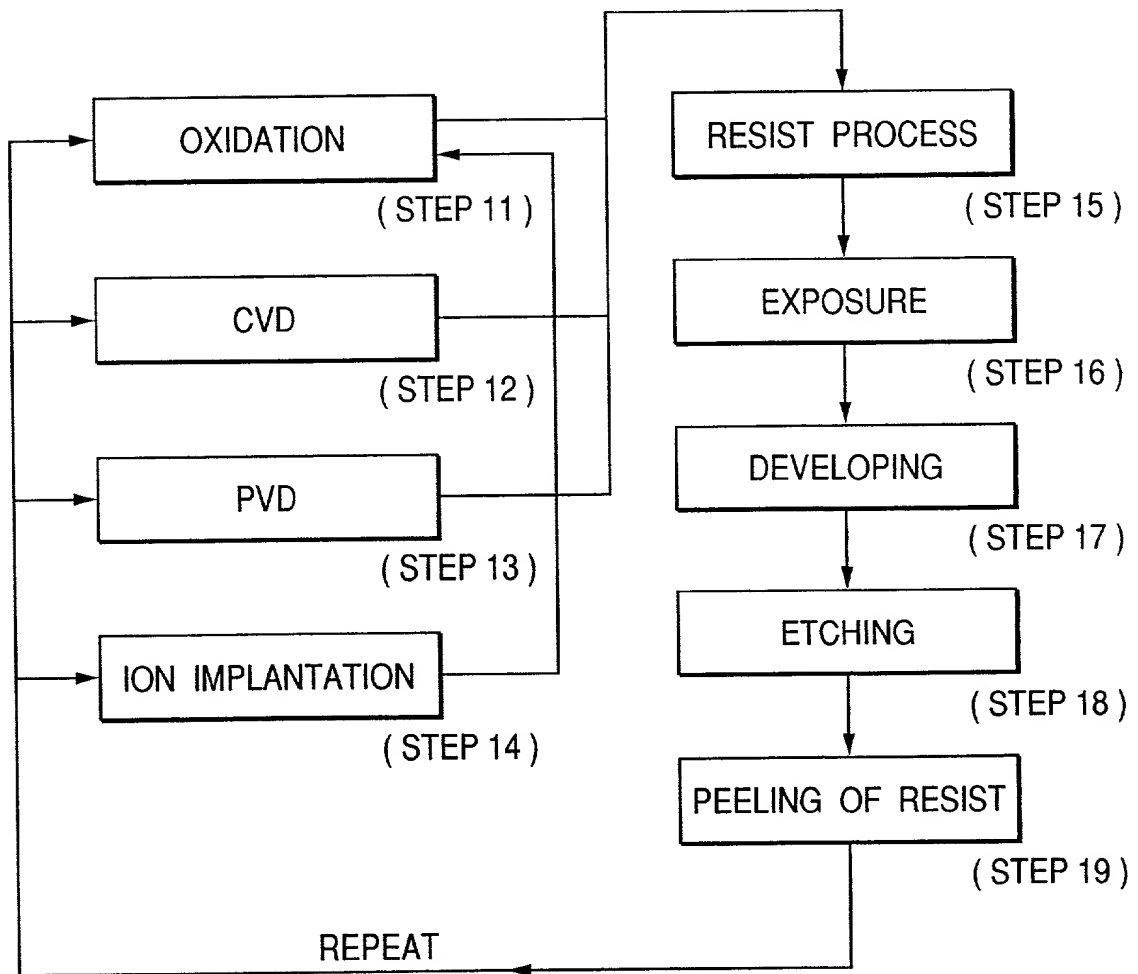 OXIDATION
( STEP 11 )
CVD
( STEP 12 )
PVD
( STEP 13 )
ION IMPLANTATION
( STEP 14 )
RESIST PROCESS
( STEP 15 )
EXPOSURE
( STEP 16 )
DEVELOPING
( STEP 17 )
ETCHING
( STEP 18 )
PEELING OF RESIST
( STEP 19 )
REPEAT